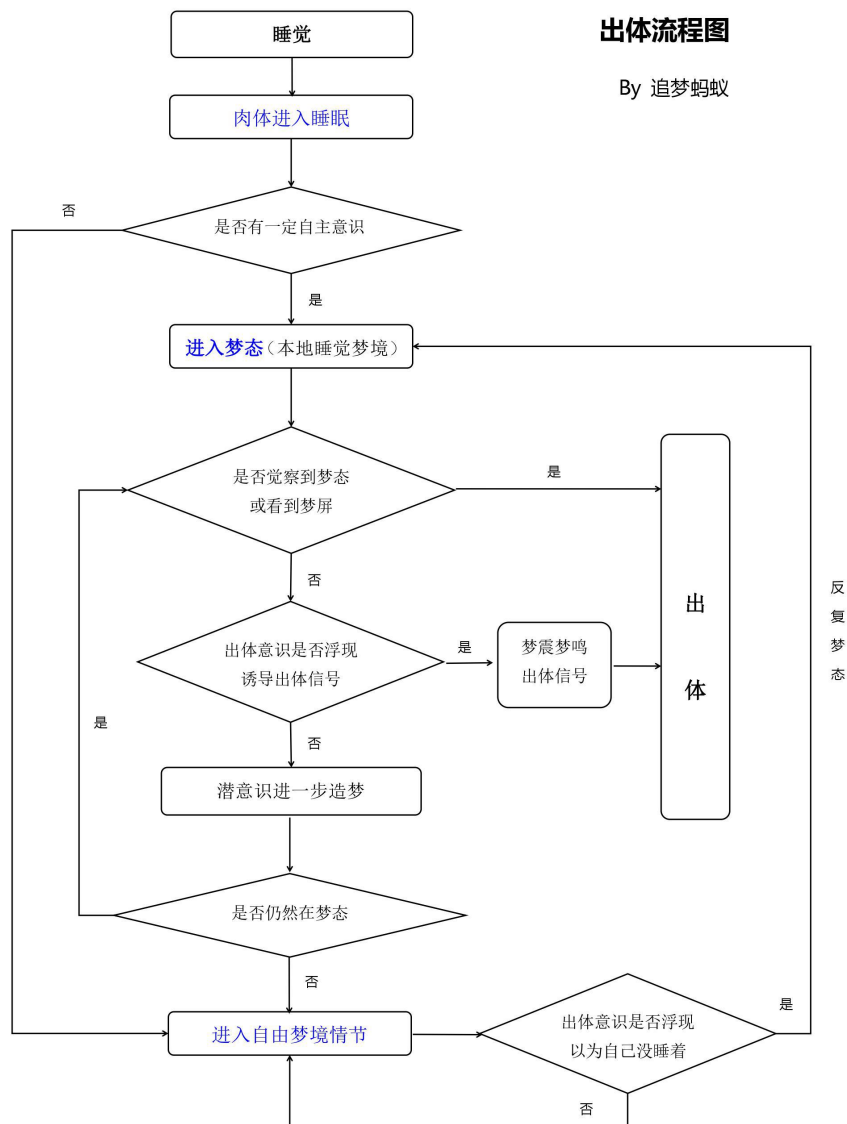 睡觉
出体流程图
By 追梦蚂蚁
肉体进入睡眠
否
是否有一定自主意识
是
进入梦态（本地睡觉梦境）
是否觉察到梦态
或看到梦屏
是
否
出体意识是否浮现
诱导出体信号
是
梦震梦鸣
出体信号
出
体
反
复
梦
态
是
否
潜意识进一步造梦
是否仍然在梦态
否
进入自由梦境情节
出体意识是否浮现
以为自己没睡着
是
否